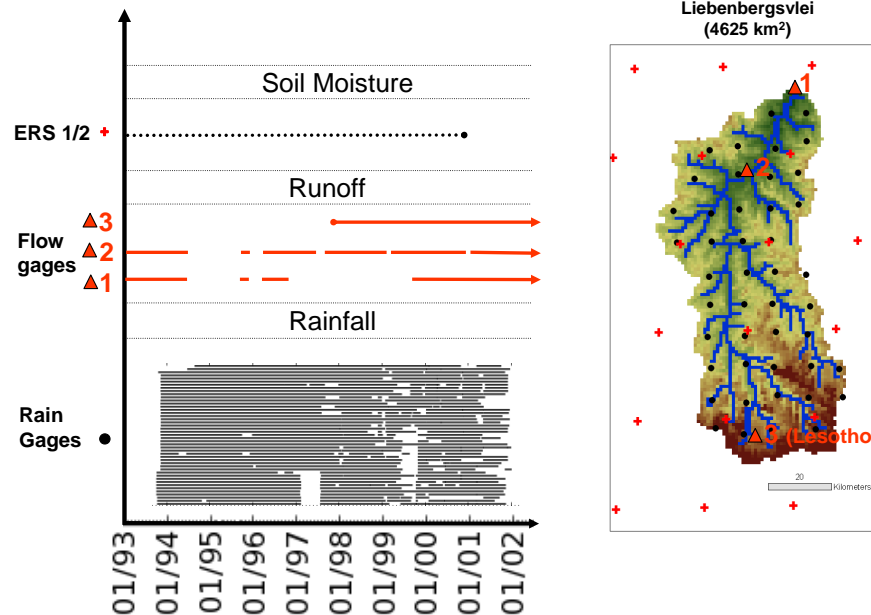 Soil Moisture
ERS 1/2
Runoff
3
Flow
gages
2
1
Rainfall
Rain
Gages
01/93
01/94
01/95
01/96
01/97
01/98
01/99
01/00
01/01
01/02
Liebenbergsvlei
(4625 km²)
1
2
3 (Lesotho
20
Kilometers